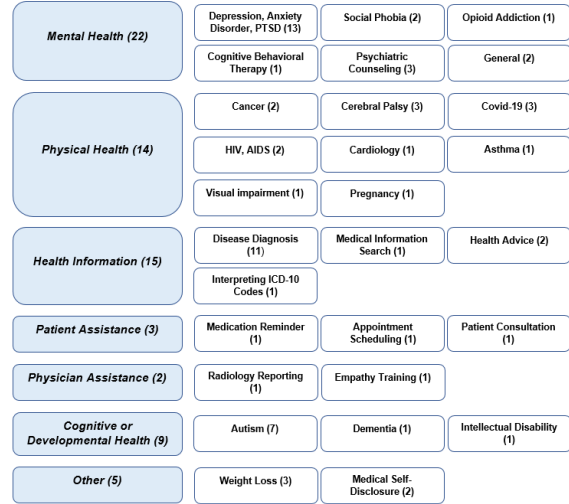 Mental Health (22)
Depression, Anxiety
Disorder, PTSD (13)
Social Phobia (2)
Opioid Addiction (1)
Cognitive Behavioral
Therapy (1)
Psychiatric
Counseling (3)
General (2)
Physical Health (14)
Cancer (2)
Cerebral Palsy (3)
Covid-19 (3)
HIV, AIDS (2)
Cardiology (1)
Asthma (1)
Visual impairment (1)
Pregnancy (1)
Health Information (15)
Disease Diagnosis
(11)
Medical Information
Search (1)
Health Advice (2)
Interpreting ICD-10
Codes (1)
Patient Assistance (3)
Medication Reminder
(1)
Appointment
Scheduling (1)
Patient Consultation
(1)
Physician Assistance (2)
Radiology Reporting
(1)
Empathy Training (1)
Cognitive or
Developmental Health (9)
Autism (7)
Dementia (1)
Intellectual Disability
(1)
Other (5)
Weight Loss (3)
Medical Self-
Disclosure (2)